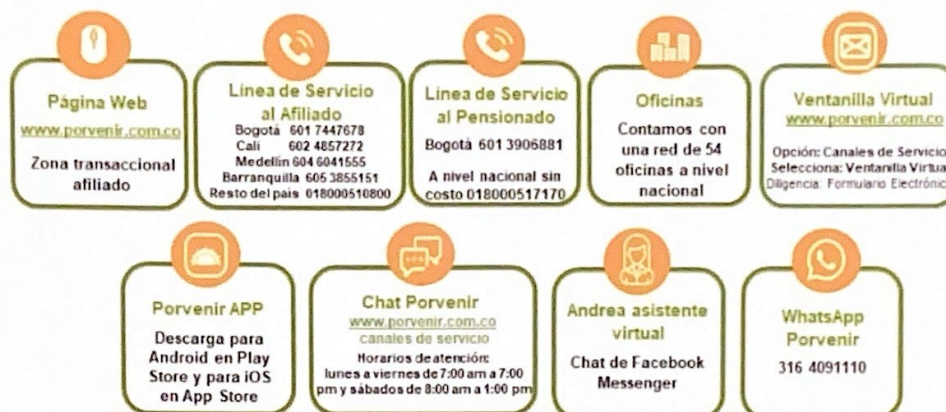 Página Web
www.porvenir.com.co
Zona transaccional
afiliado
Línea de Servicio
al Afiliado
Bogotá 601 7447678
Cali 602 4857272
Medellín 604 6041555
Barranquilla 605 3855151
Resto del país 018000510800
Línea de Servicio
al Pensionado
Bogotá 601 3906881
A nivel nacional sin
costo 018000517170
Oficinas
Contamos con
una red de 54
oficinas a nivel
nacional
Ventanilla Virtual
www.porvenir.com.co
Opción: Canales de Servicio
Selecciona: Ventanilla Virtual
Diligencia: Formulario Electrónic
Porvenir APP
Descarga para
Android en Play
Store y para iOS
en App Store
Chat Porvenir
www.porvenir.com.co
canales de servicio
Horarios de atención:
lunes a viernes de 7:00 am a 7:00
pm y sábados de 8:00 am a 1:00 pm
Andrea asistente
virtual
Chat de Facebook
Messenger
WhatsApp
Porvenir
316 4091110